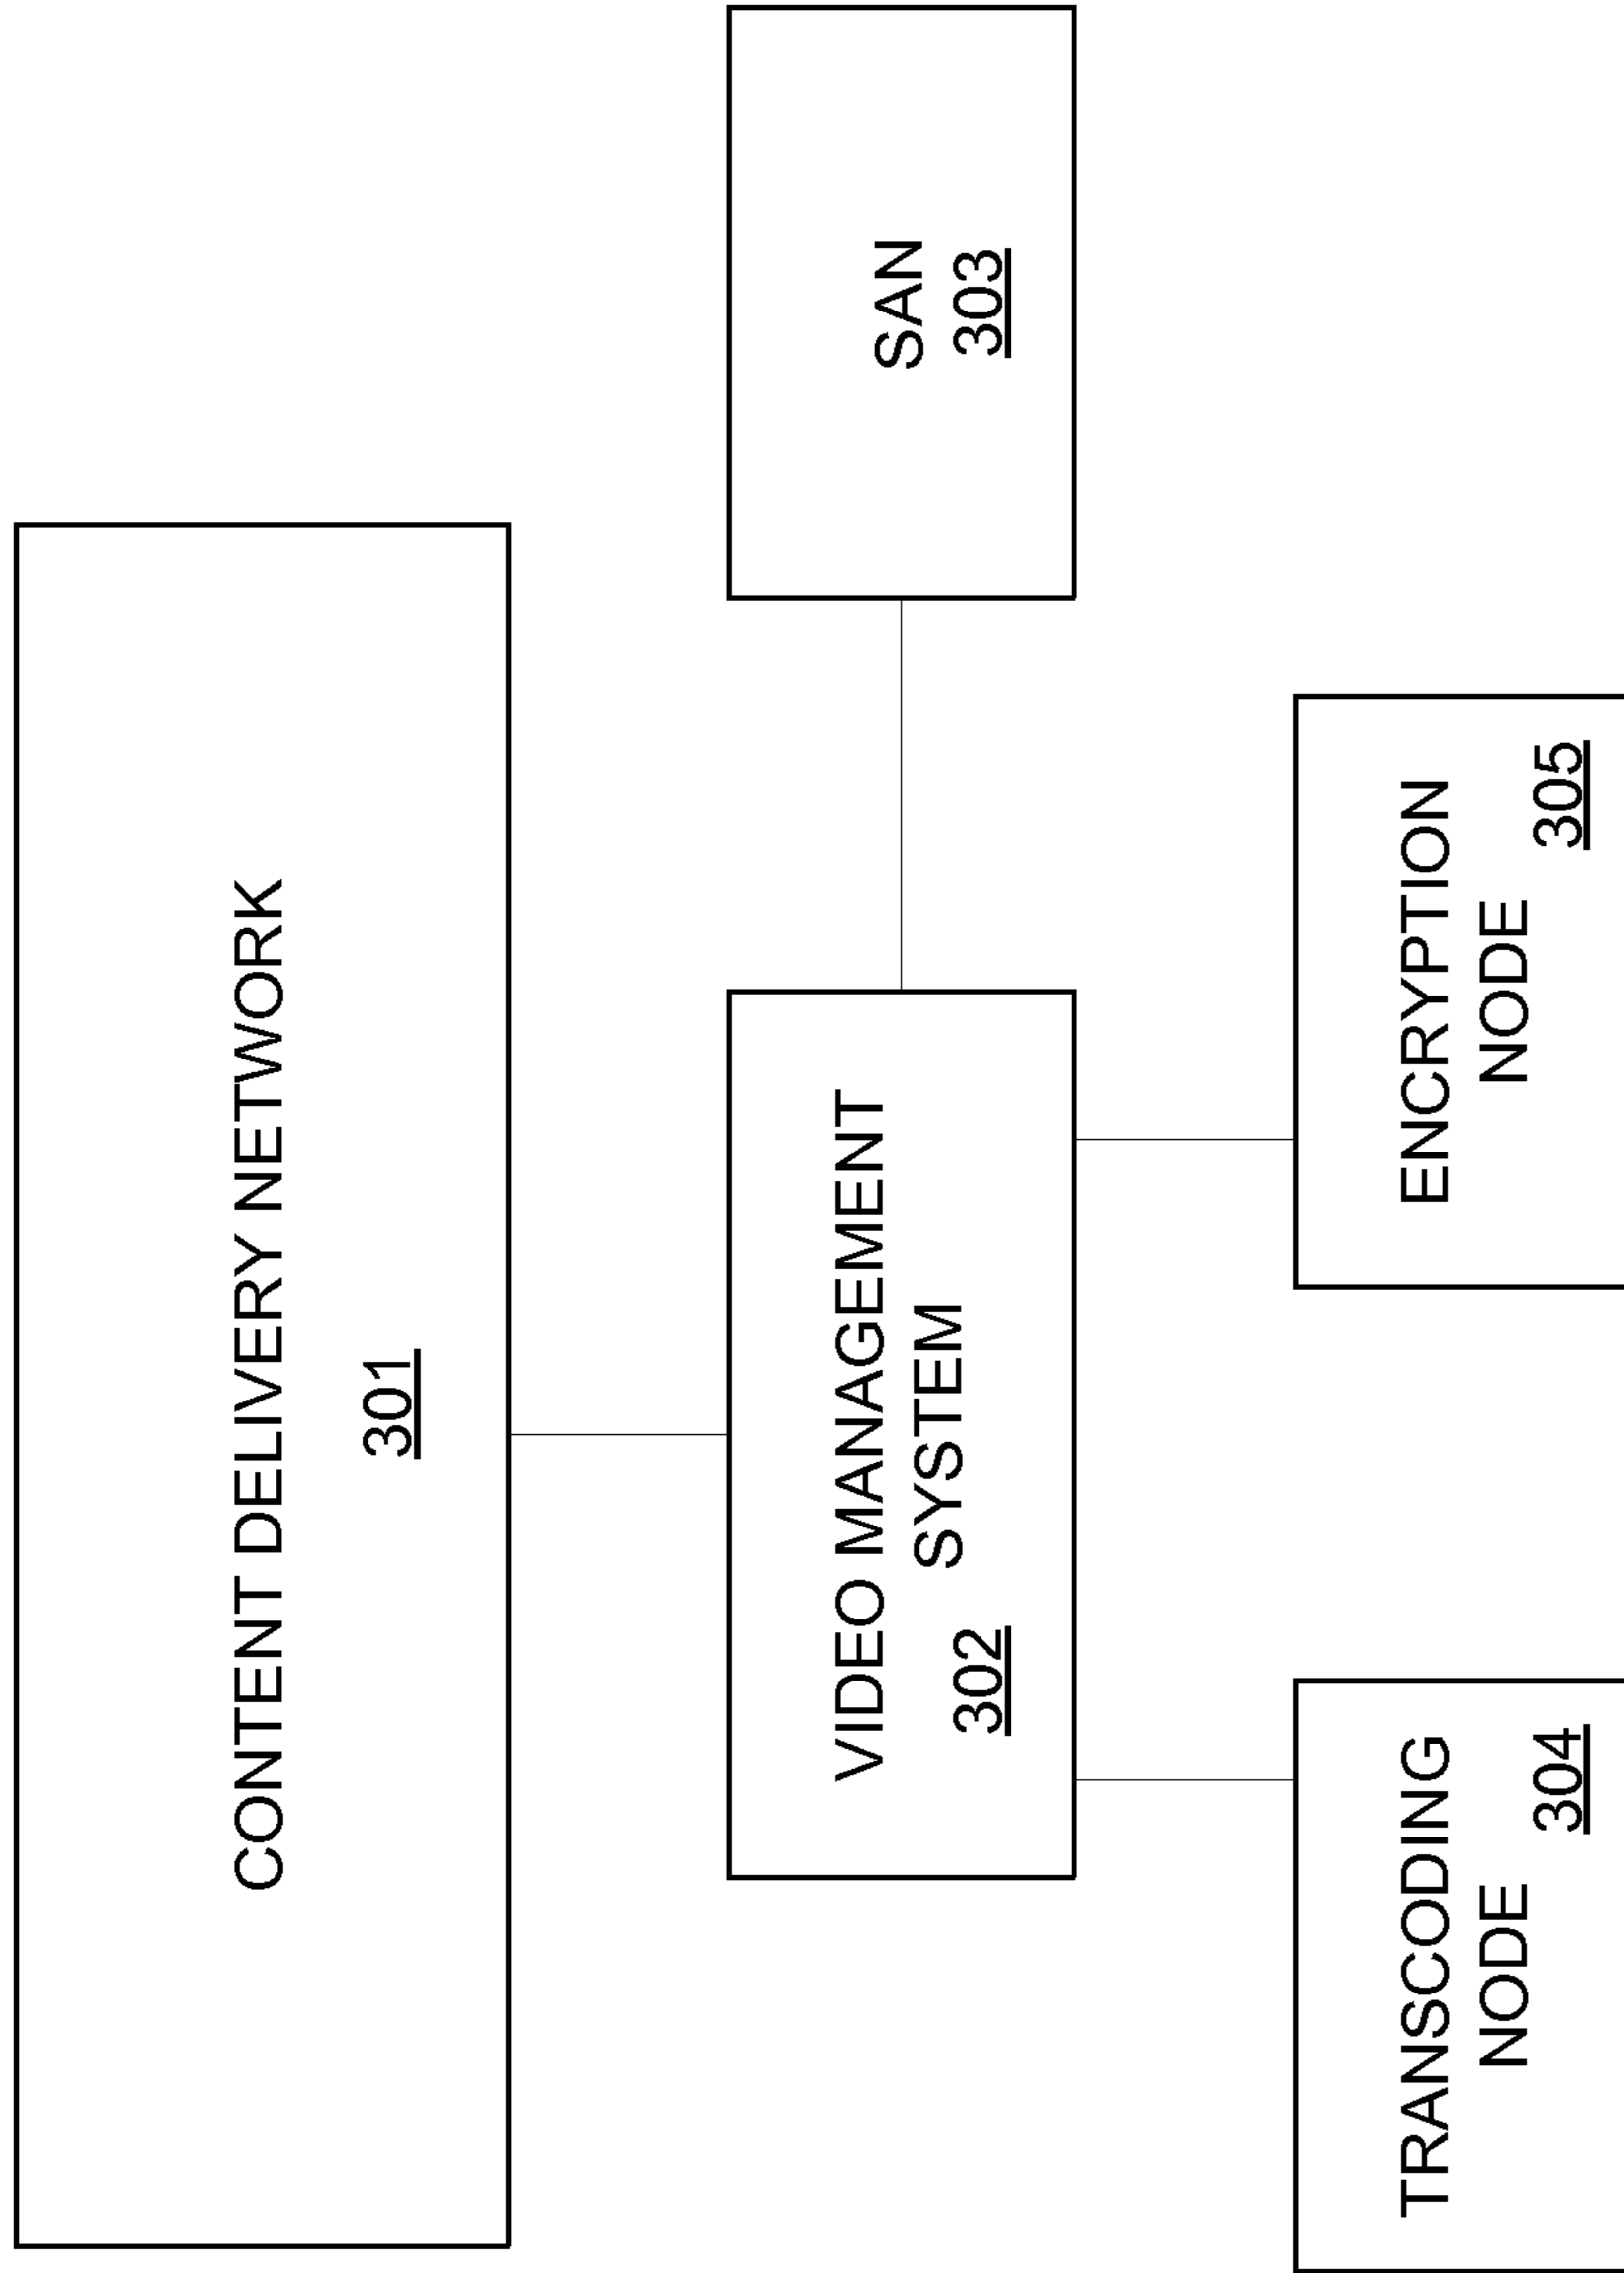 CONTENT DELIVERY NETWORK
301
VIDEO MANAGEMENT
SYSTEM
302
SAN
303
TRANSCODING
NODE
304
ENCRYPTION
NODE
305